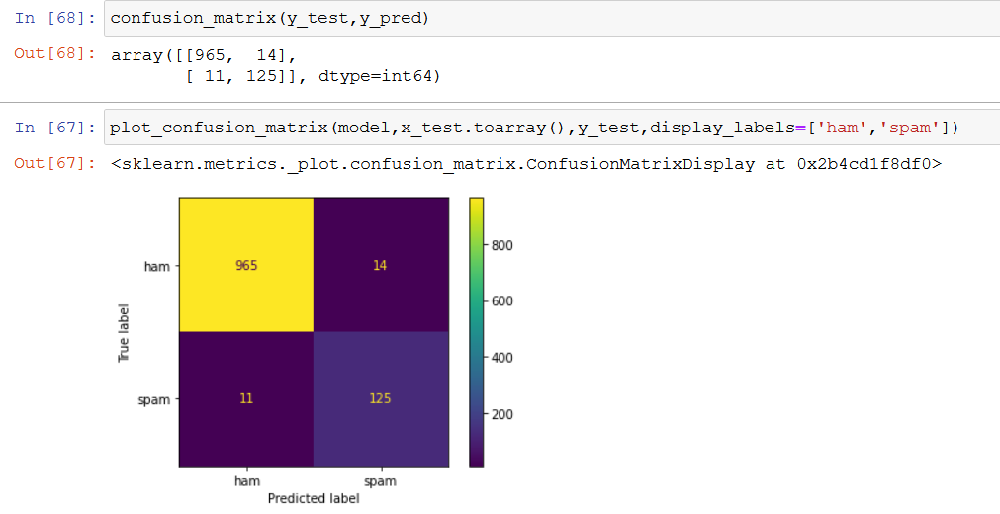 In [68]: confusion_matrix(y_test,y_pred)
Out[68]: array([[965,  14],
       [ 11, 125]], dtype=int64)
In [67]: plot_confusion_matrix(model,x_test.toarray(),y_test,display_labels=['ham','spam'])
Out[67]: <sklearn.metrics._plot.confusion_matrix.ConfusionMatrixDisplay at 0x2b4cd1f8df0>
800
ham 965 14
600
True label
400
spam 11 125
200
ham spam
Predicted label